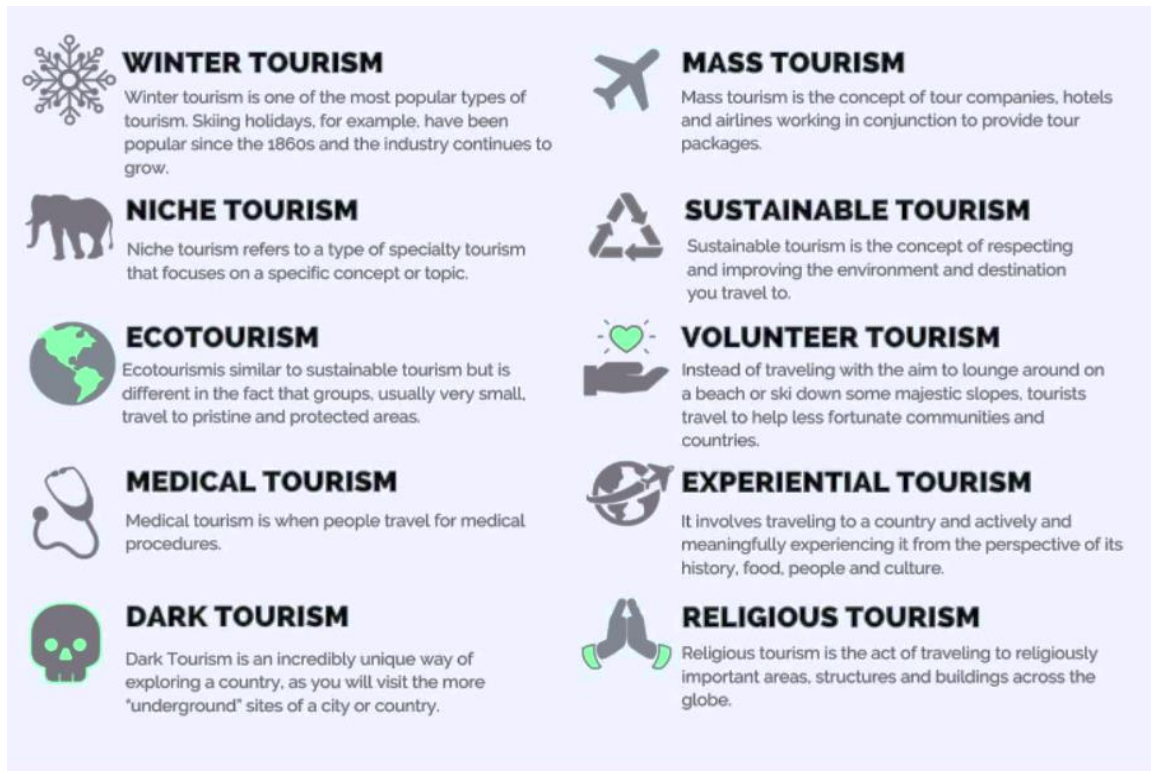 WINTER TOURISM
Winter tourism is one of the most popular types of
tourism. Skiing holidays, for example, have been
popular since the 1860s and the industry continues to
grow.
NICHE TOURISM
Niche tourism refers to a type of specialty tourism
that focuses on a specific concept or topic.
ECOTOURISM
Ecotourismis similar to sustainable tourism but is
different in the fact that groups, usually very small,
travel to pristine and protected areas.
MEDICAL TOURISM
Medical tourism is when people travel for medical
procedures.
DARK TOURISM
Dark Tourism is an incredibly unique way of
exploring a country, as you will visit the more
"underground" sites of a city or country.
MASS TOURISM
Mass tourism is the concept of tour companies, hotels
and airlines working in conjunction to provide tour
packages.
SUSTAINABLE TOURISM
Sustainable tourism is the concept of respecting
and improving the environment and destination
you travel to.
VOLUNTEER TOURISM
Instead of traveling with the aim to lounge around on
a beach or ski down some majestic slopes, tourists
travel to help less fortunate communities and
countries.
EXPERIENTIAL TOURISM
It involves traveling to a country and actively and
meaningfully experiencing it from the perspective of its
history, food, people and culture.
RELIGIOUS TOURISM
Religious tourism is the act of traveling to religiously
important areas, structures and buildings across the
globe.